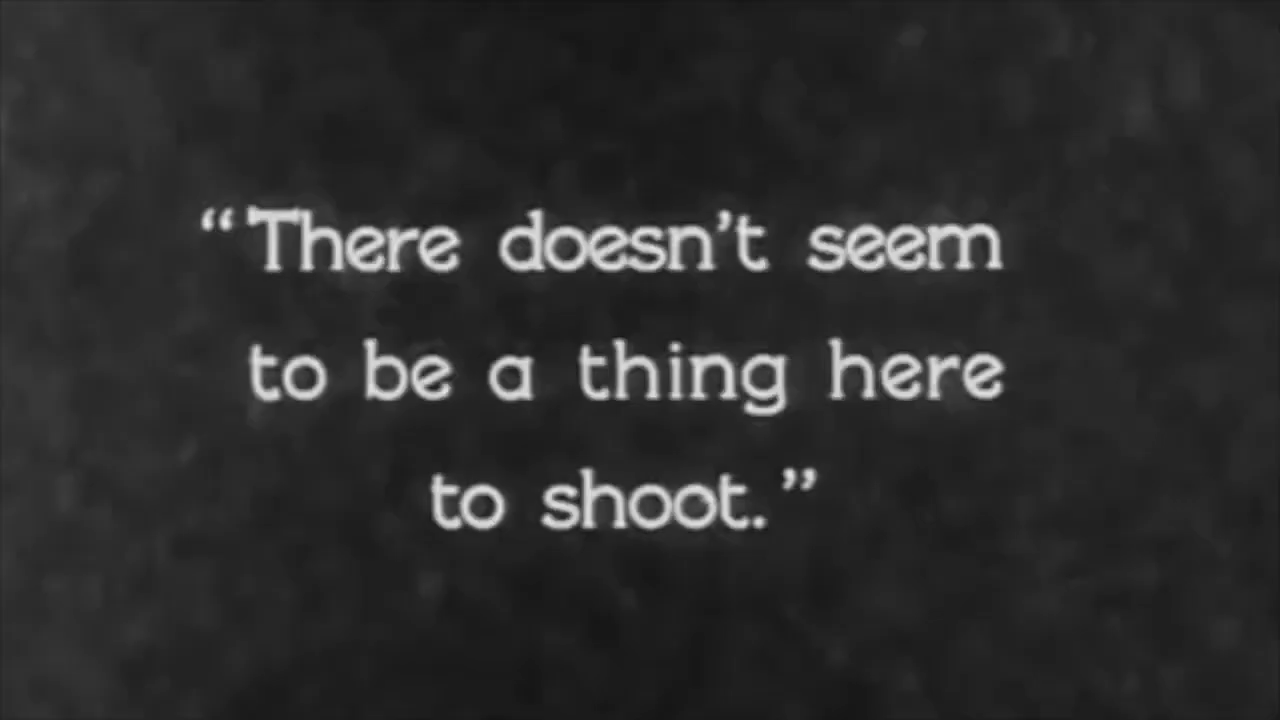 “There doesn’t seem
to be a thing here
to shoot.”